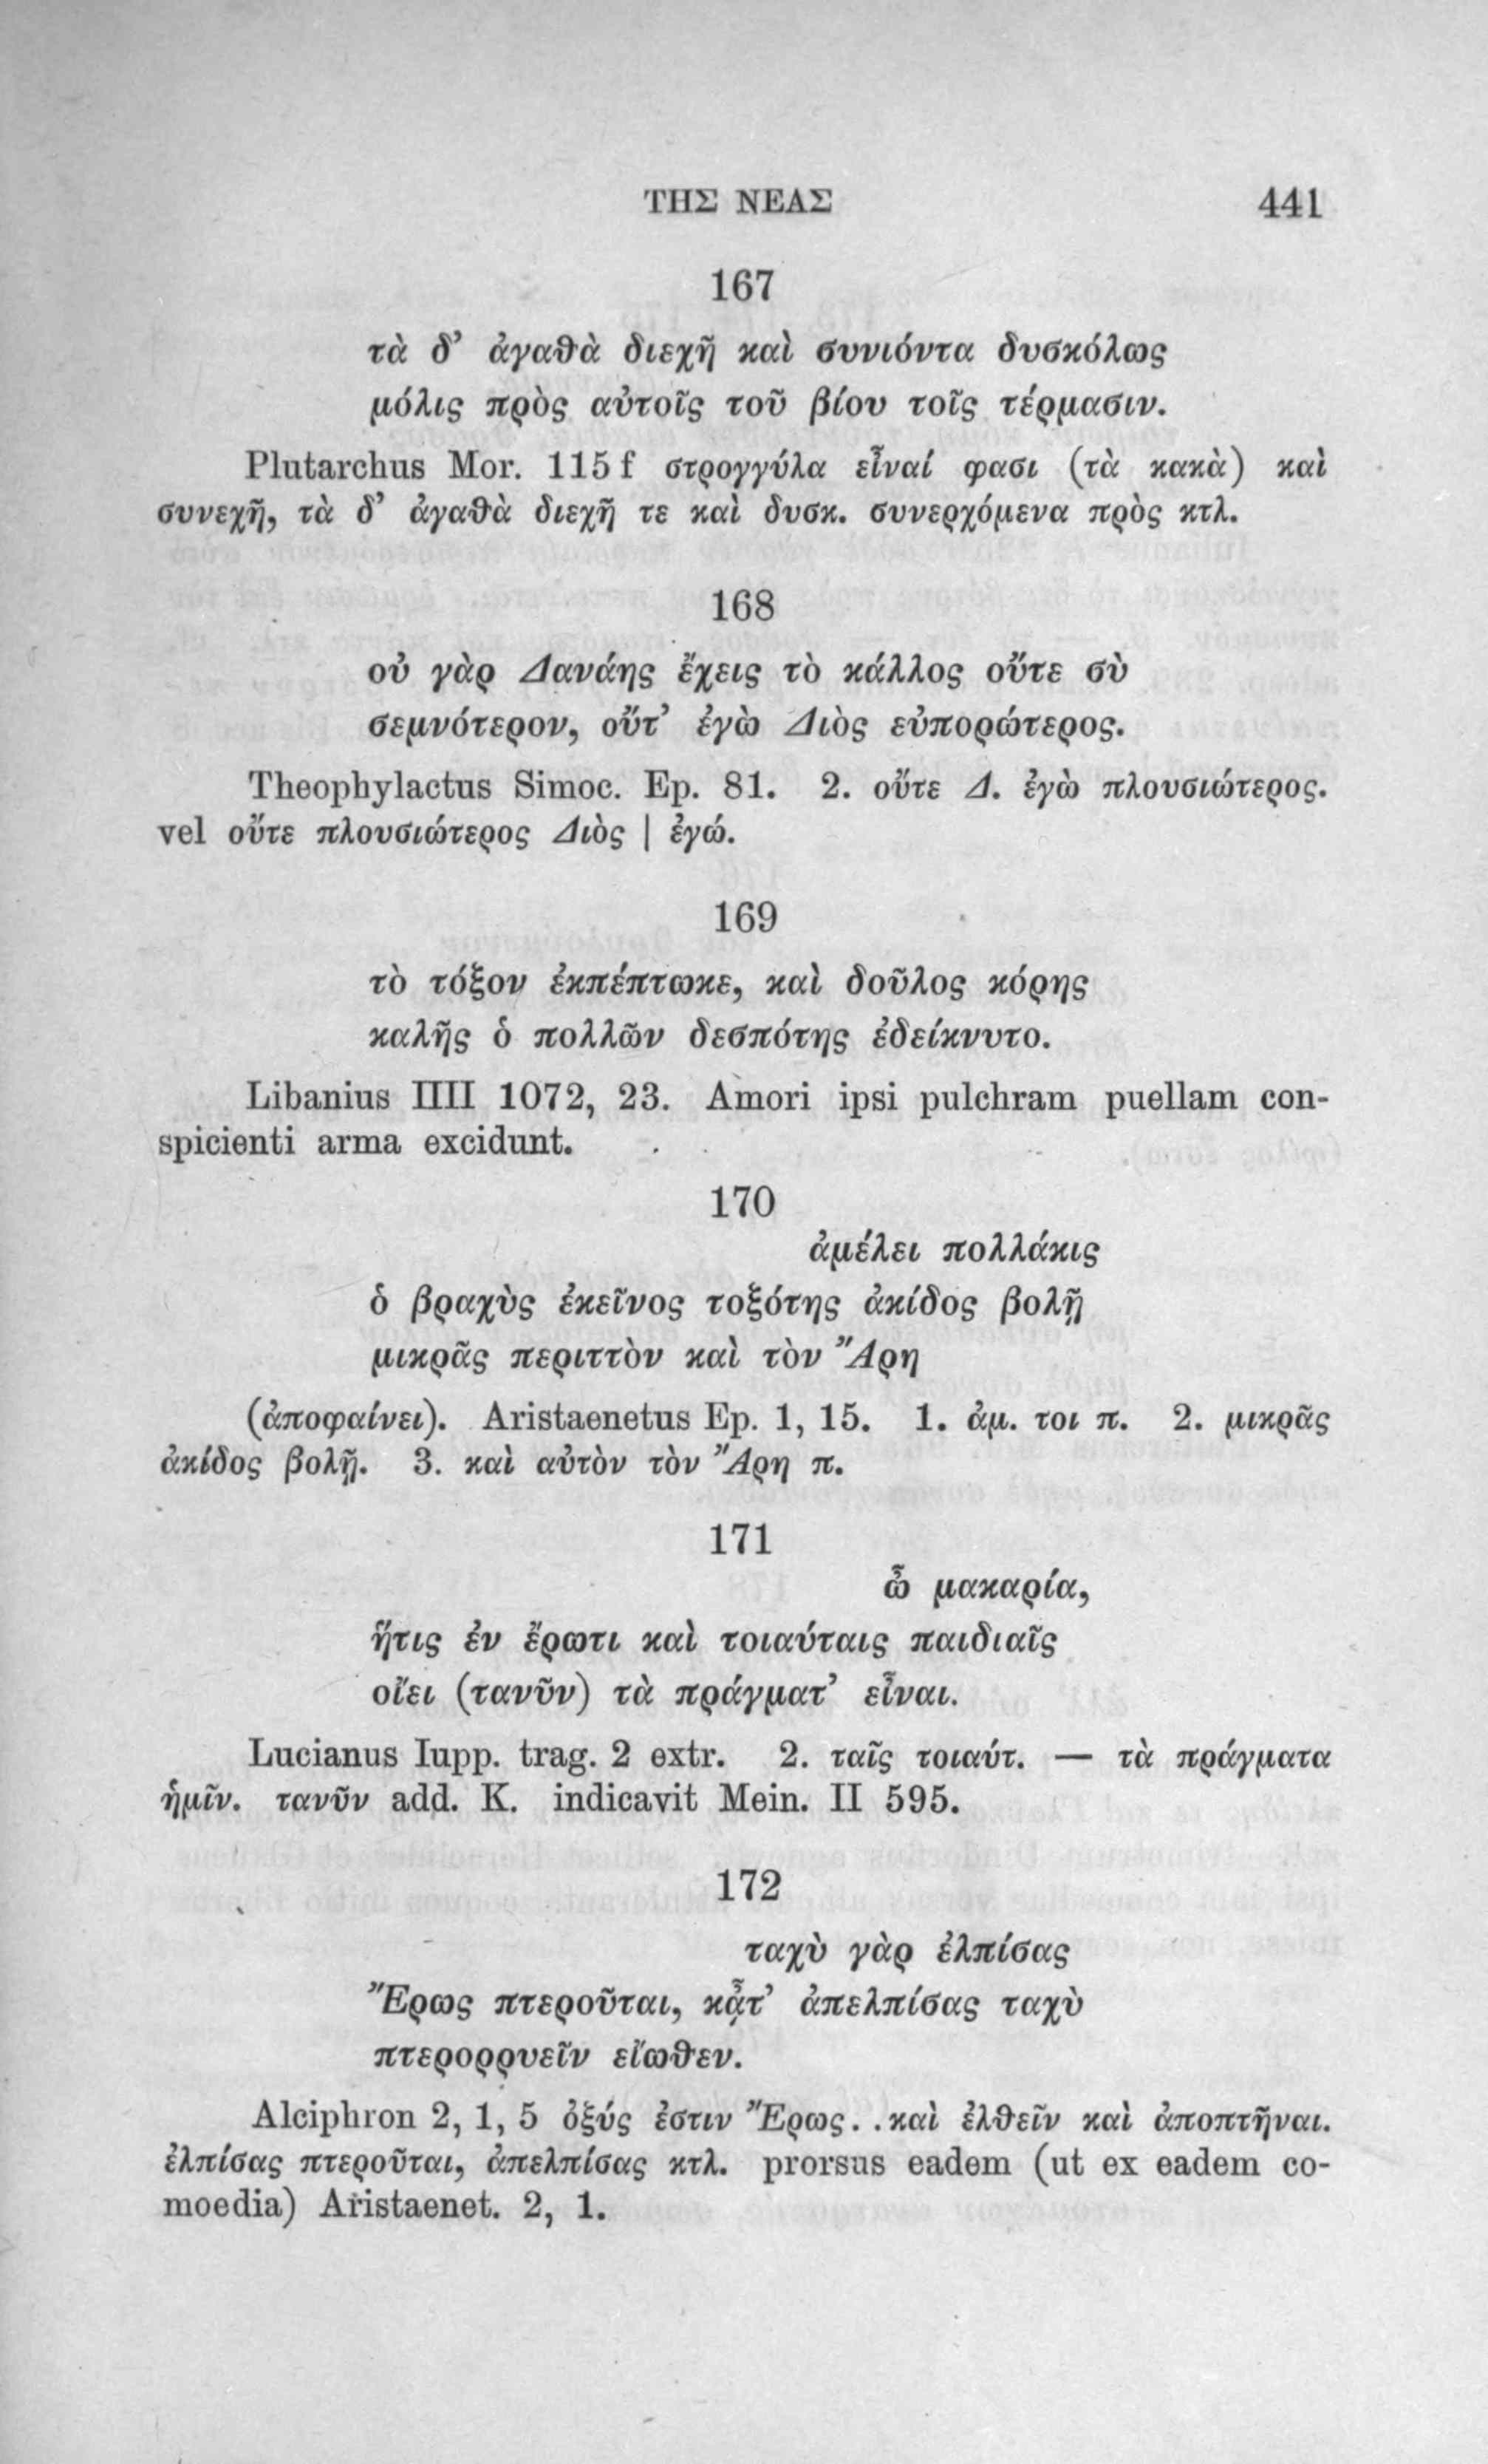 ΤΗΣ ΝΕΑΣ 441
167
τὰ δ’ ἀγαθὰ διεχῆ καὶ συνιόντα δυσκόλως
μόλις πρὸς αὐτοῖς τοῦ βίου τοῖς τέρμασιν.
Plutarchus Mor. 115 f στρογγύλα εἶναί φασι (τὰ κακὰ) καὶ
συνεχῆ, τὰ δ’ ἀγαθὰ διεχῆ τε καὶ δυσκ. συνερχόμενα πρὸς κτλ.
168
οὐ γὰρ Δανάης ἔχεις τὸ κάλλος οὔτε σὺ
σεμνότερον, οὔτ’ ἐγὼ Διὸς εὐπορώτερος.
Theophylactus Simoc. Ep. 81. 2. οὔτε Δ. ἐγὼ πλουσιώτερος.
vel οὔτε πλουσιώτερος Διὸς | ἐγώ.
169
τὸ τόξον ἐκπέπτωκε, καὶ δοῦλος κόρης
καλῆς ὁ πολλῶν δεσπότης ἐδείκνυτο.
Libanius IIII 1072, 23. Amori ipsi pulchram puellam con-
spicienti arma excidunt.
170
ἀμέλει πολλάκις
ὁ βραχὺς ἐκεῖνος τοξότης ἀκίδος βολῇ
μικρᾶς περιττὸν καὶ τὸν Ἄρη
(ἀποφαίνει). Aristaenetus Ep. 1, 15. 1. ἀμ. τοι π. 2. μικρᾶς
ἀκίδος βολῇ. 3. καὶ αὐτὸν τὸν Ἄρη π.
171
ὦ μακαρία,
ἥτις ἐν ἔρωτι καὶ τοιαύταις παιδιαῖς
οἴει (τανῦν) τὰ πράγματ’ εἶναι.
Lucianus Iupp. trag. 2 extr. 2. ταῖς τοιαύτ. — τὰ πράγματα
ἡμῖν. τανῦν add. K. indicavit Mein. II 595.
172
ταχὺ γὰρ ἐλπίσας
Ἔρως πτεροῦται, κᾆτ’ ἀπελπίσας ταχὺ
πτερορρυεῖν εἴωθεν.
Alciphron 2, 1, 5 ὀξύς ἐστιν Ἔρως. . καὶ ἐλθεῖν καὶ ἀποπτῆναι.
ἐλπίσας πτεροῦται, ἀπελπίσας κτλ. prorsus eadem (ut ex eadem co-
moedia) Aristaenet. 2, 1.